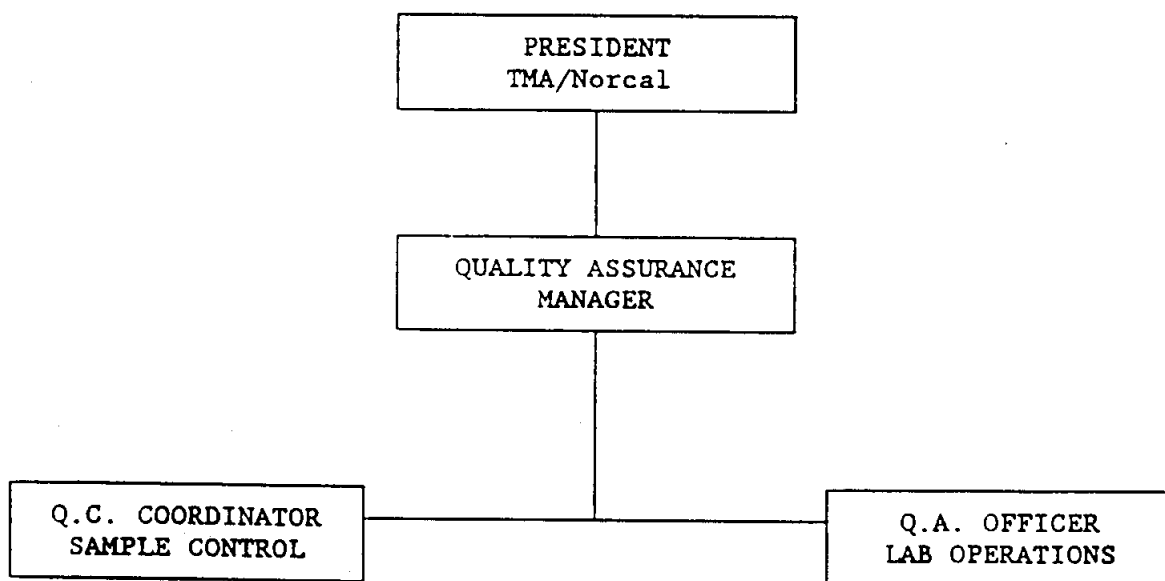 PRESIDENT
TMA/Norcal
QUALITY ASSURANCE
MANAGER
Q.C. COORDINATOR
SAMPLE CONTROL
Q.A. OFFICER
LAB OPERATIONS